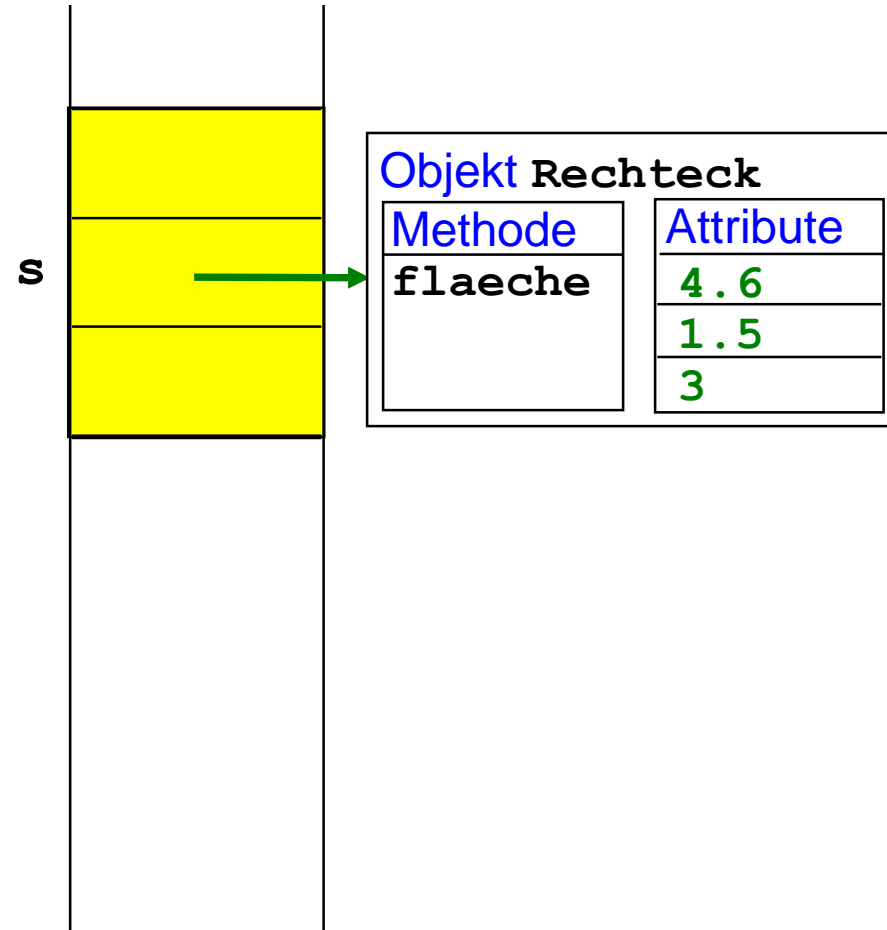 Objekt Rechteck
Methode
Attribute
s
flaeche
4.6
1.5
3